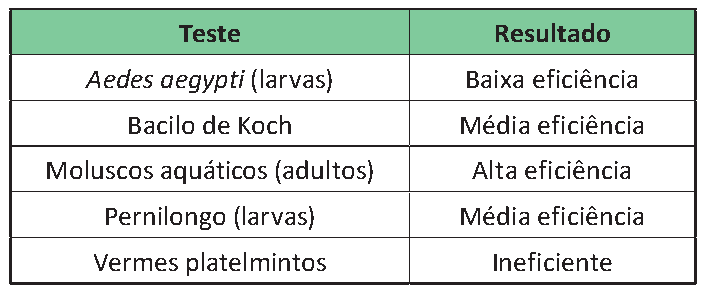 Teste Resultado
Aedes aegypti (larvas) Baixa eficiência
Bacilo de Koch Média eficiência
Moluscos aquáticos (adultos) Alta eficiência
Pernilongo (larvas) Média eficiência
Vermes platelmintos Ineficiente